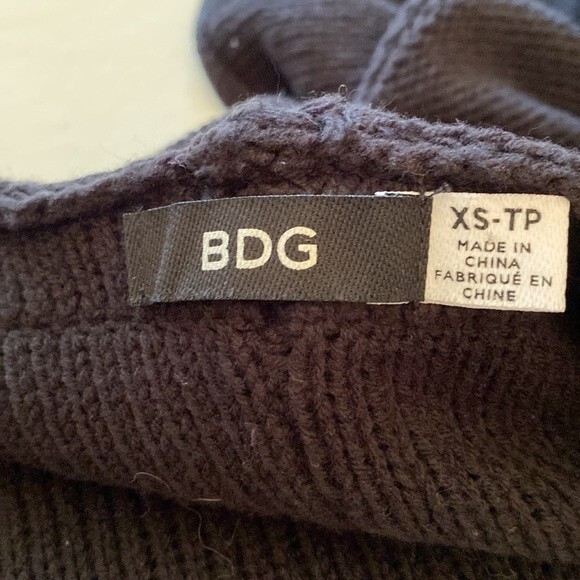 BDG
XS-TP
MADE IN
CHINA
FABRIQUÉ EN
CHINE